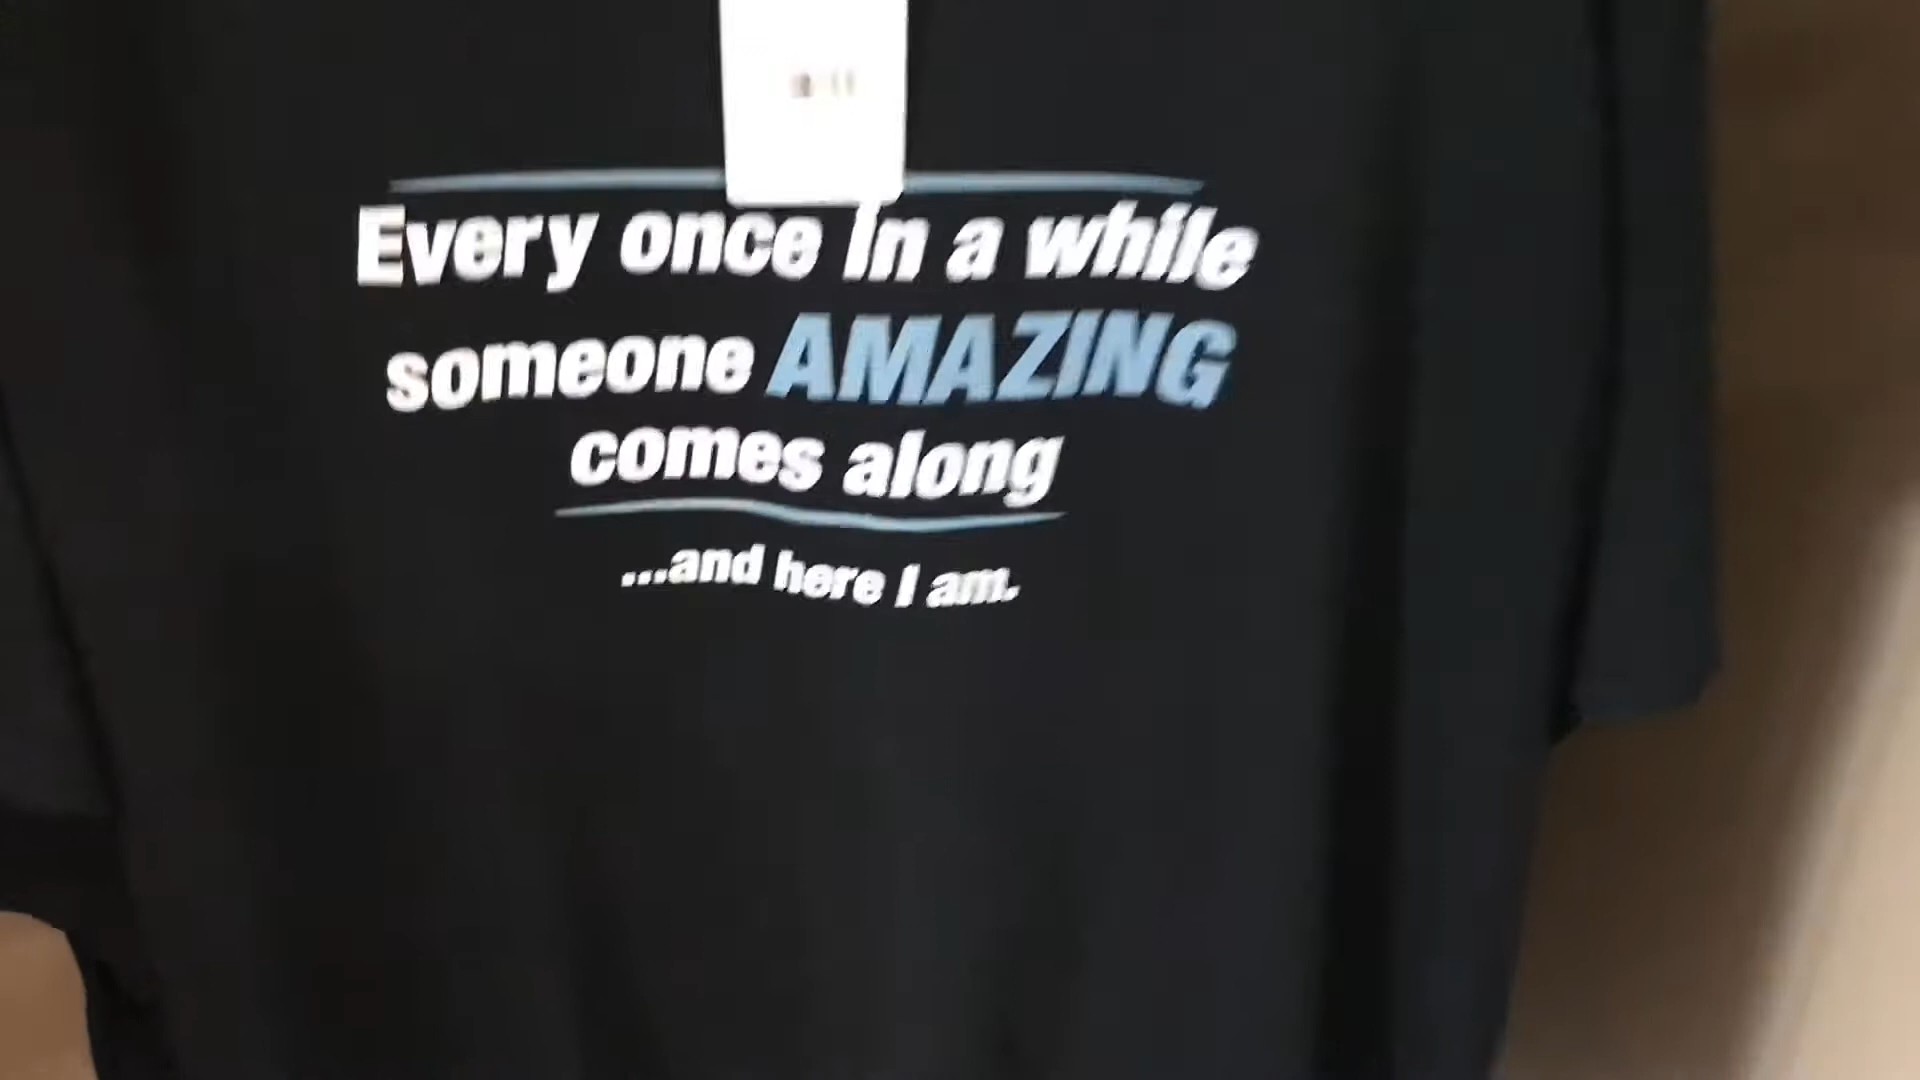 Every once in a while
someone AMAZING
comes along
...and here I am.